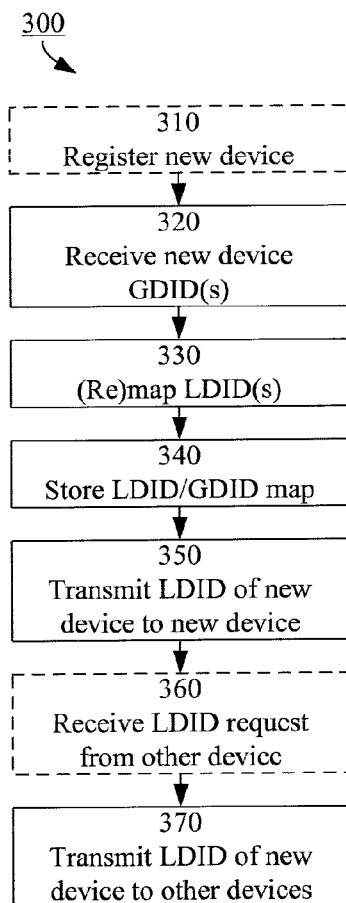 300
310
Register new device
320
Receive new device
GDID(s)
330
(Re)map LDID(s)
340
Store LDID/GDID map
350
Transmit LDID of new
device to new device
360
Receive LDID request
from other device
370
Transmit LDID of new
device to other devices